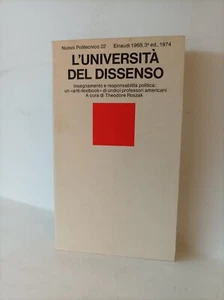 Nuovo Politecnico 22 Einaudi 1968, 3ª ed., 1974
L'UNIVERSITÀ
DEL DISSENSO
Insegnamento e responsabilità politica:
un «anti-textbook» di undici professori americani
A cura di Theodore Roszak